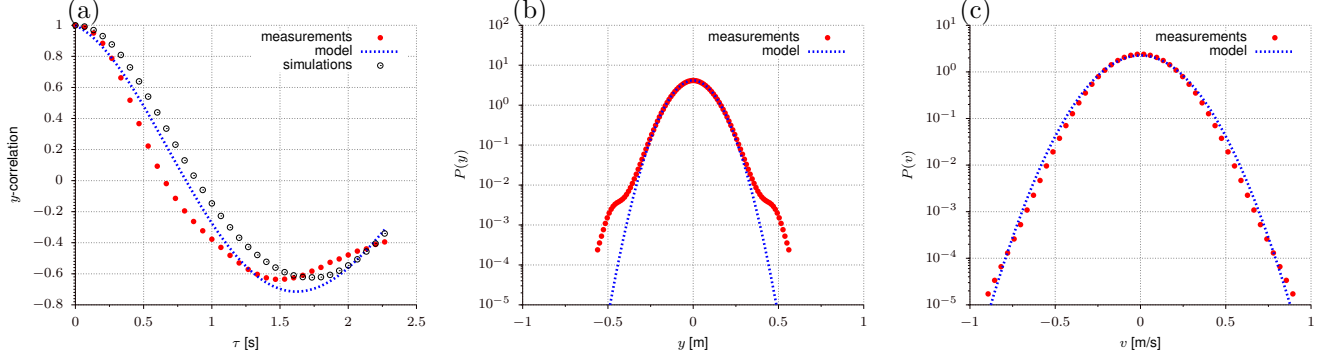 (a)
measurements
model
simulations
1
0.8
0.6
0.4
0.2
0
−0.2
−0.4
−0.6
−0.8
y-correlation
0
0.5
1
1.5
2
2.5
τ [s]
(b)
measurements
model
10^2
10^1
10^0
10^−1
10^−2
10^−3
10^−4
10^−5
P(y)
−1
−0.5
0
0.5
1
y [m]
(c)
measurements
model
10^2
10^1
10^0
10^−1
10^−2
10^−3
10^−4
10^−5
P(v)
−1
−0.5
0
0.5
1
v [m/s]